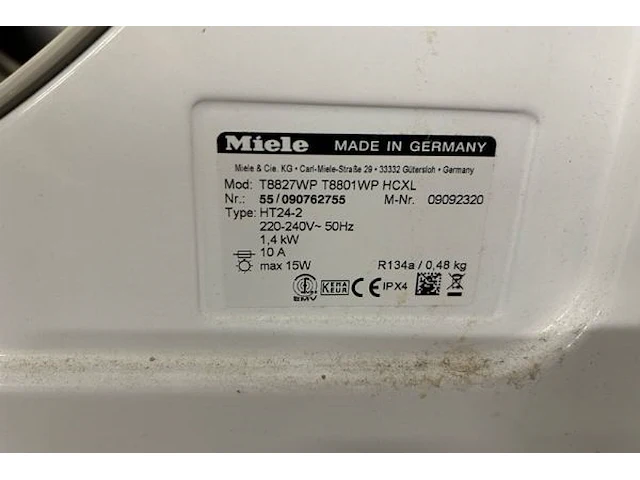 Miele MADE IN GERMANY
Miele & Cie. KG • Carl-Miele-Straße 29 • 33332 Gütersloh • Germany
Mod: T8827WP T8801WP HCXL
Nr.: 55/090762755 M-Nr. 09092320
Type: HT24-2
220-240V~ 50Hz
1,4 kW
10 A
max 15W R134a / 0,48 kg
EMV KEMA KEUR CE IPX4